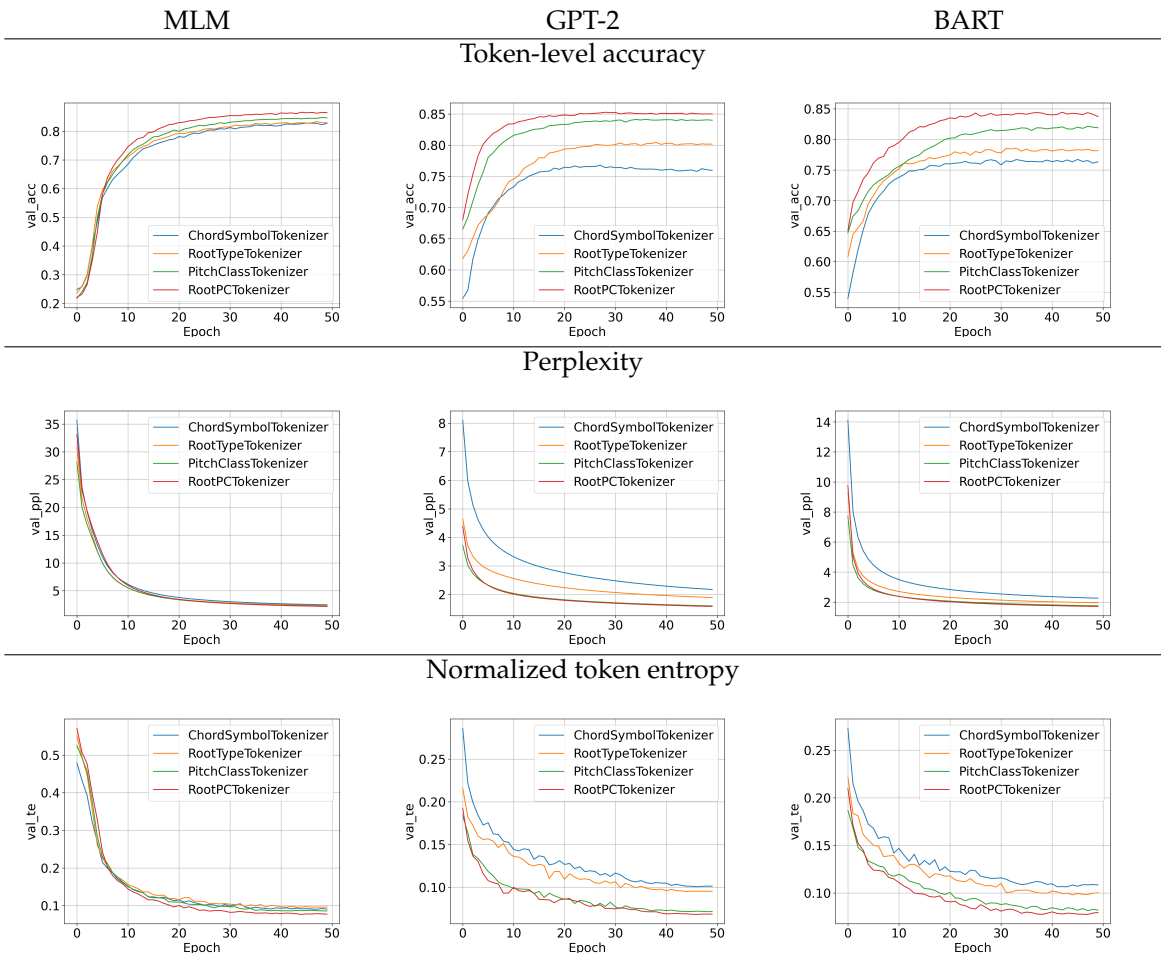 MLM GPT-2 BART
Token-level accuracy
val_acc
0.8
0.7
0.6
0.5
0.4
0.3
0.2
0 10 20 30 40 50
Epoch
ChordSymbolTokenizer
RootTypeTokenizer
PitchClassTokenizer
RootPCTokenizer
val_acc
0.85
0.80
0.75
0.70
0.65
0.60
0.55
0 10 20 30 40 50
Epoch
ChordSymbolTokenizer
RootTypeTokenizer
PitchClassTokenizer
RootPCTokenizer
val_acc
0.85
0.80
0.75
0.70
0.65
0.60
0.55
0 10 20 30 40 50
Epoch
ChordSymbolTokenizer
RootTypeTokenizer
PitchClassTokenizer
RootPCTokenizer
Perplexity
val_ppl
35
30
25
20
15
10
5
0 10 20 30 40 50
Epoch
ChordSymbolTokenizer
RootTypeTokenizer
PitchClassTokenizer
RootPCTokenizer
val_ppl
8
7
6
5
4
3
2
0 10 20 30 40 50
Epoch
ChordSymbolTokenizer
RootTypeTokenizer
PitchClassTokenizer
RootPCTokenizer
val_ppl
14
12
10
8
6
4
2
0 10 20 30 40 50
Epoch
ChordSymbolTokenizer
RootTypeTokenizer
PitchClassTokenizer
RootPCTokenizer
Normalized token entropy
val_te
0.5
0.4
0.3
0.2
0.1
0 10 20 30 40 50
Epoch
ChordSymbolTokenizer
RootTypeTokenizer
PitchClassTokenizer
RootPCTokenizer
val_te
0.25
0.20
0.15
0.10
0 10 20 30 40 50
Epoch
ChordSymbolTokenizer
RootTypeTokenizer
PitchClassTokenizer
RootPCTokenizer
val_te
0.25
0.20
0.15
0.10
0 10 20 30 40 50
Epoch
ChordSymbolTokenizer
RootTypeTokenizer
PitchClassTokenizer
RootPCTokenizer